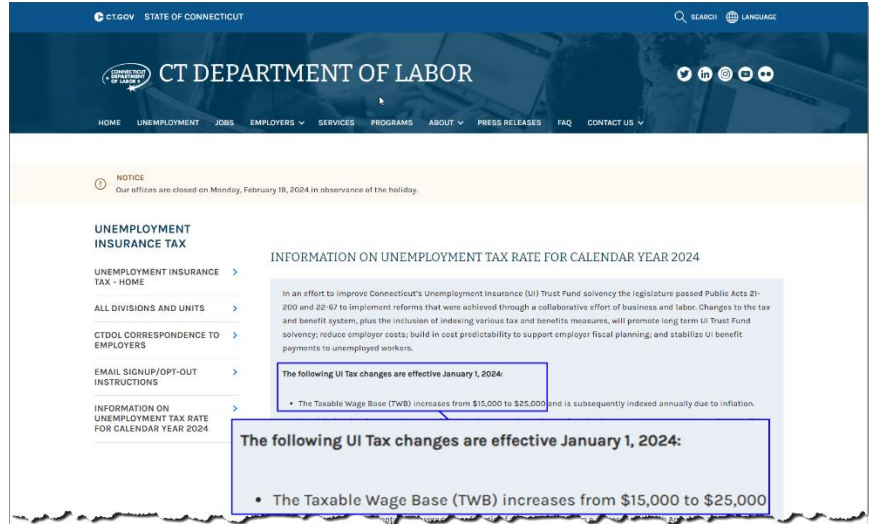 CT.GOV STATE OF CONNECTICUT
SEARCH LANGUAGE
CONNECTICUT
DEPARTMENT
OF LABOR
CT DEPARTMENT OF LABOR
HOME UNEMPLOYMENT JOBS EMPLOYERS SERVICES PROGRAMS ABOUT PRESS RELEASES FAQ CONTACT US
NOTICE
Our offices are closed on Monday, February 19, 2024 in observance of the holiday.
UNEMPLOYMENT
INSURANCE TAX
UNEMPLOYMENT INSURANCE
TAX - HOME
ALL DIVISIONS AND UNITS
CTDOL CORRESPONDENCE TO
EMPLOYERS
EMAIL SIGNUP/OPT-OUT
INSTRUCTIONS
INFORMATION ON
UNEMPLOYMENT TAX RATE
FOR CALENDAR YEAR 2024
INFORMATION ON UNEMPLOYMENT TAX RATE FOR CALENDAR YEAR 2024
In an effort to improve Connecticut's Unemployment Insurance (UI) Trust Fund solvency the legislature passed Public Acts 21-
200 and 22-67 to implement reforms that were achieved through a collaborative effort of business and labor. Changes to the tax
and benefit system, plus the inclusion of indexing various tax and benefits measures, will promote long term UI Trust Fund
solvency; reduce employer costs; build in cost predictability to support employer fiscal planning; and stabilize UI benefit
payments to unemployed workers.
The following UI Tax changes are effective January 1, 2024:
• The Taxable Wage Base (TWB) increases from $15,000 to $25,000 and is subsequently indexed annually due to inflation.
The following UI Tax changes are effective January 1, 2024:
• The Taxable Wage Base (TWB) increases from $15,000 to $25,000